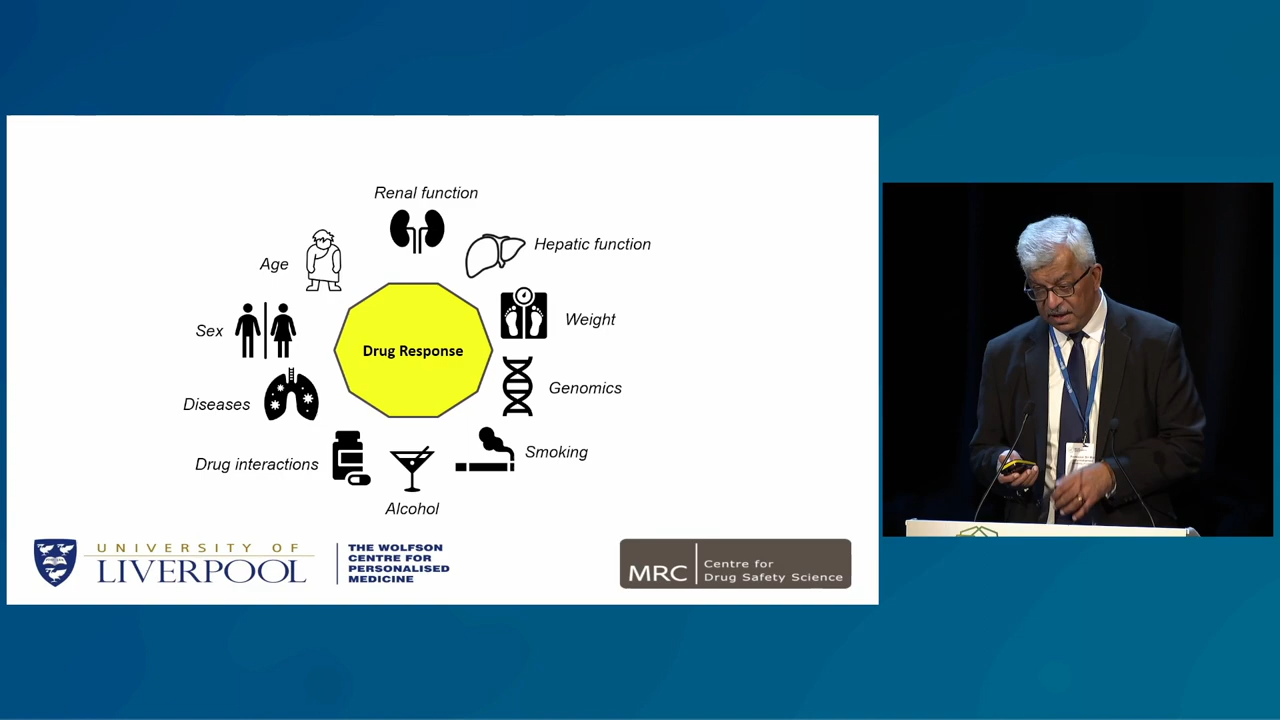 Renal function
Hepatic function
Age
Weight
Sex
Drug Response
Genomics
Diseases
Smoking
Drug interactions
Alcohol
UNIVERSITY OF
LIVERPOOL
THE WOLFSON
CENTRE FOR
PERSONALISED
MEDICINE
MRC
Centre for
Drug Safety Science